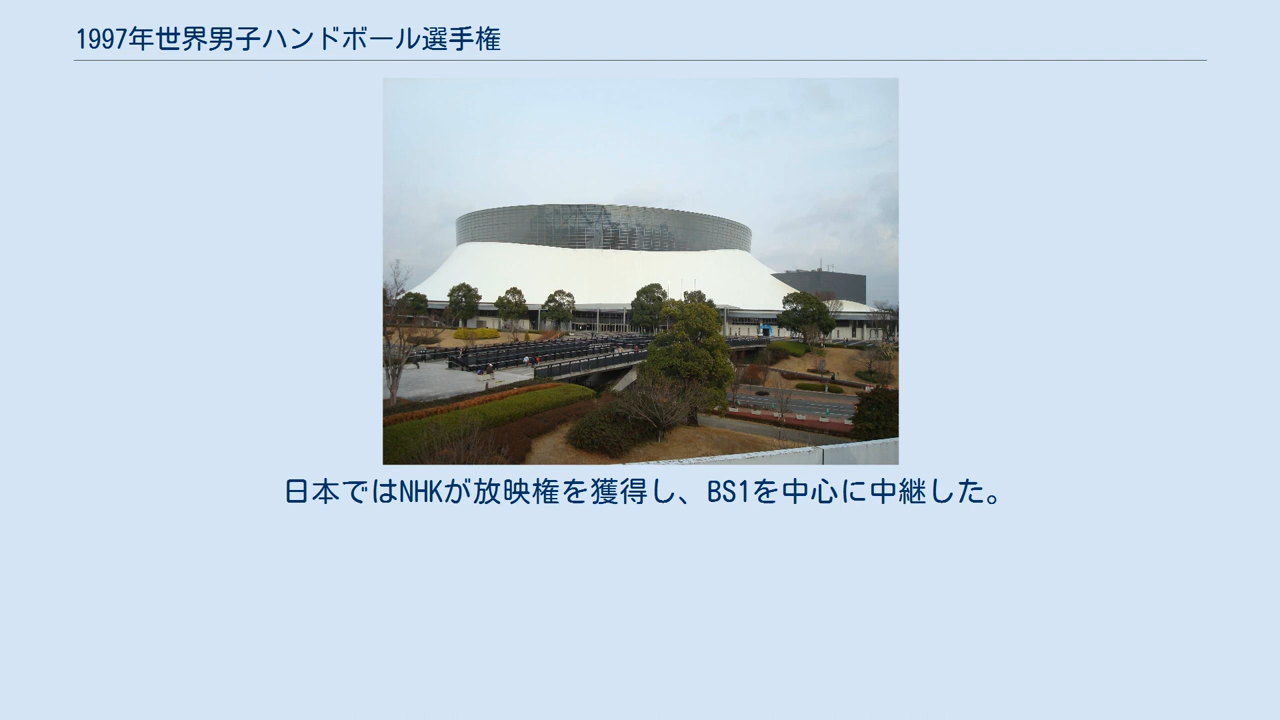 1997年世界男子ハンドボール選手権
日本ではNHKが放映権を獲得し、BS1を中心に中継した。